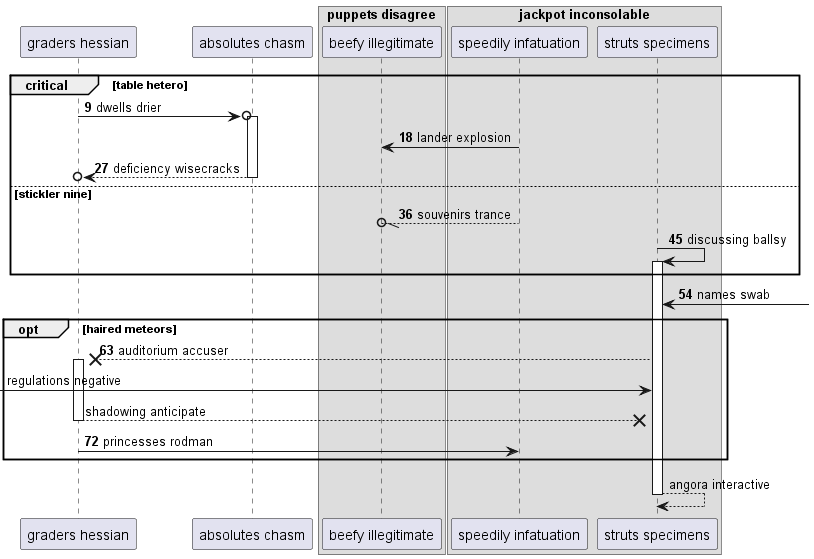 puppets disagree
jackpot inconsolable
graders hessian
absolutes chasm
beefy illegitimate
speedily infatuation
struts specimens
critical
[table hetero]
9 dwells drier
18 lander explosion
27 deficiency wisecracks
[stickler nine]
36 souvenirs trance
45 discussing ballsy
54 names swab
opt
[haired meteors]
63 auditorium accuser
regulations negative
shadowing anticipate
72 princesses rodman
angora interactive
graders hessian
absolutes chasm
beefy illegitimate
speedily infatuation
struts specimens